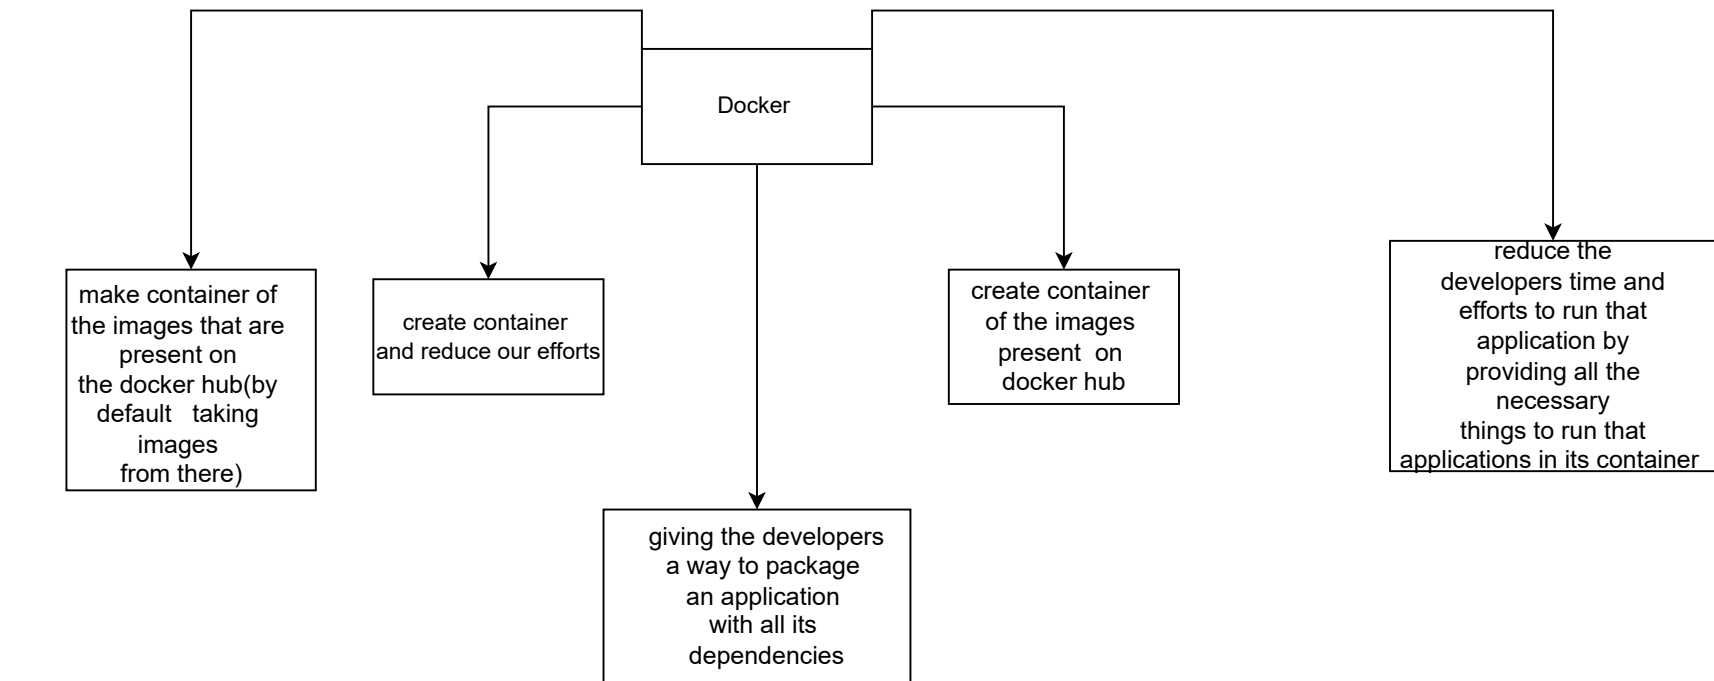 Docker
make container of
the images that are
present on
the docker hub(by
default taking
images
from there)
create container
and reduce our efforts
giving the developers
a way to package
an application
with all its
dependencies
create container
of the images
present on
docker hub
reduce the
developers time and
efforts to run that
application by
providing all the
necessary
things to run that
applications in its container